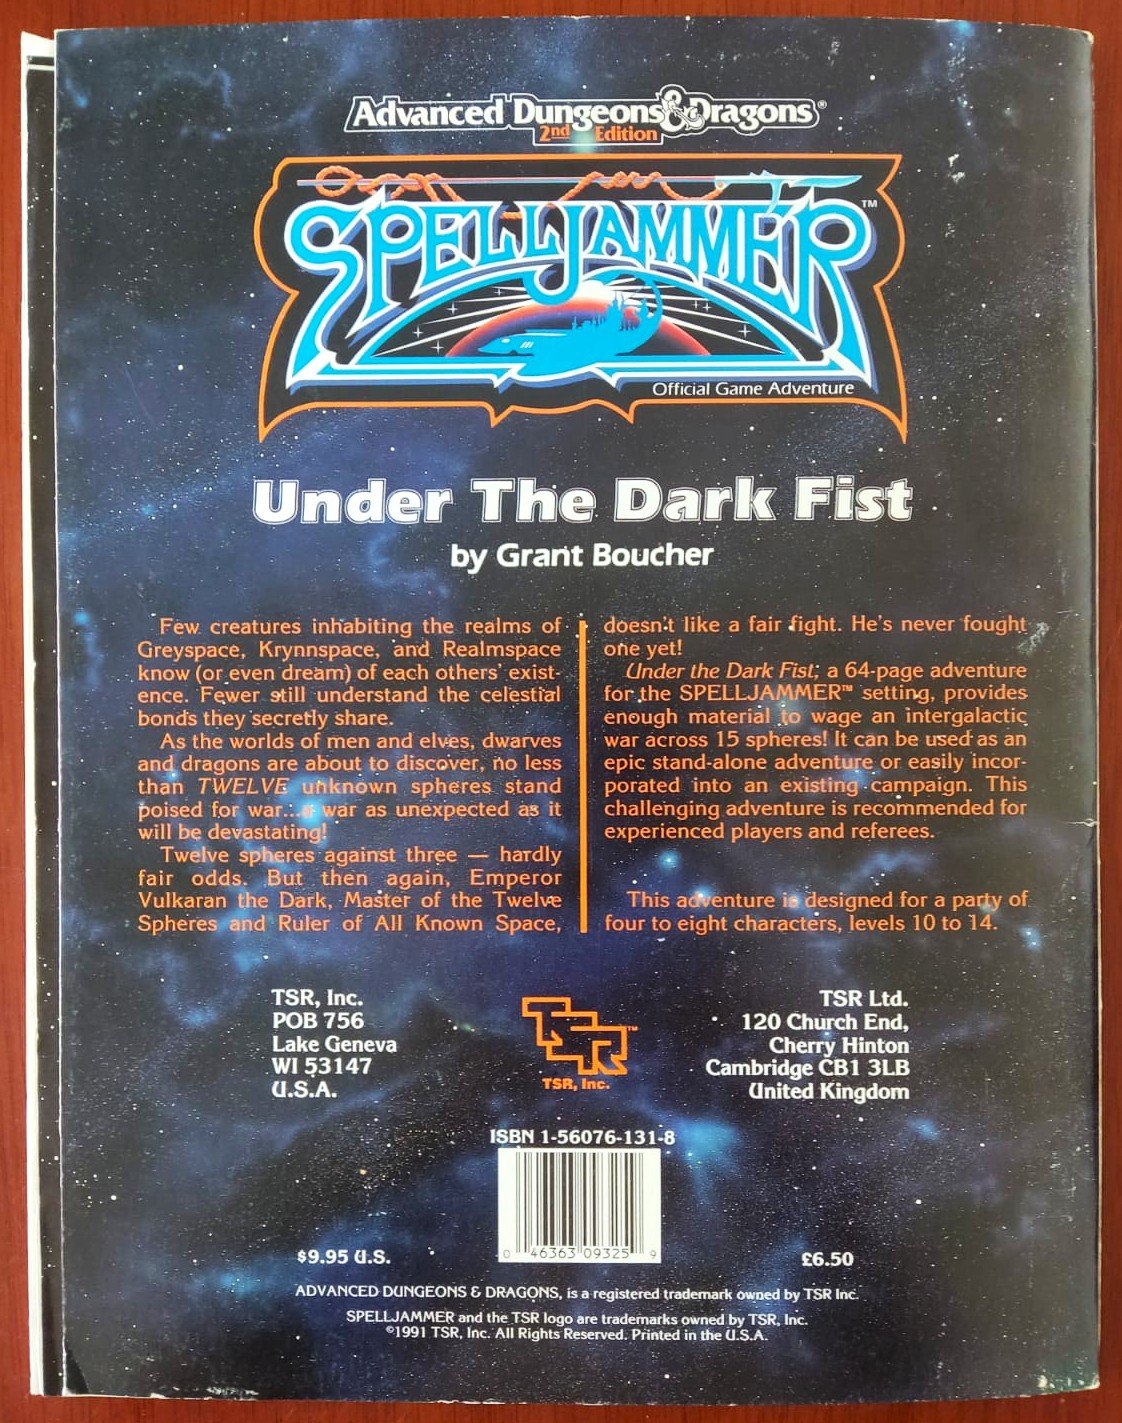 Advanced Dungeons & Dragons®
2nd Edition
SPELLJAMMER™
Official Game Adventure
Under The Dark Fist
by Grant Boucher
Few creatures inhabiting the realms of
Greyspace, Krynnspace, and Realmspace
know (or even dream) of each others' exist-
ence. Fewer still understand the celestial
bonds they secretly share.
As the worlds of men and elves, dwarves
and dragons are about to discover, no less
than TWELVE unknown spheres stand
poised for war...a war as unexpected as it
will be devastating!
Twelve spheres against three — hardly
fair odds. But then again, Emperor
Vulkaran the Dark, Master of the Twelve
Spheres and Ruler of All Known Space,
doesn't like a fair fight. He's never fought
one yet!
Under the Dark Fist, a 64-page adventure
for the SPELLJAMMER™ setting, provides
enough material to wage an intergalactic
war across 15 spheres! It can be used as an
epic stand-alone adventure or easily incor-
porated into an existing campaign. This
challenging adventure is recommended for
experienced players and referees.
This adventure is designed for a party of
four to eight characters, levels 10 to 14.
TSR, Inc.
POB 756
Lake Geneva
WI 53147
U.S.A.
TSR™
TSR, Inc.
TSR Ltd.
120 Church End,
Cherry Hinton
Cambridge CB1 3LB
United Kingdom
ISBN 1-56076-131-8
0 46363 09325 9
$9.95 U.S.
£6.50
ADVANCED DUNGEONS & DRAGONS, is a registered trademark owned by TSR Inc.
SPELLJAMMER and the TSR logo are trademarks owned by TSR, Inc.
©1991 TSR, Inc. All Rights Reserved. Printed in the U.S.A.